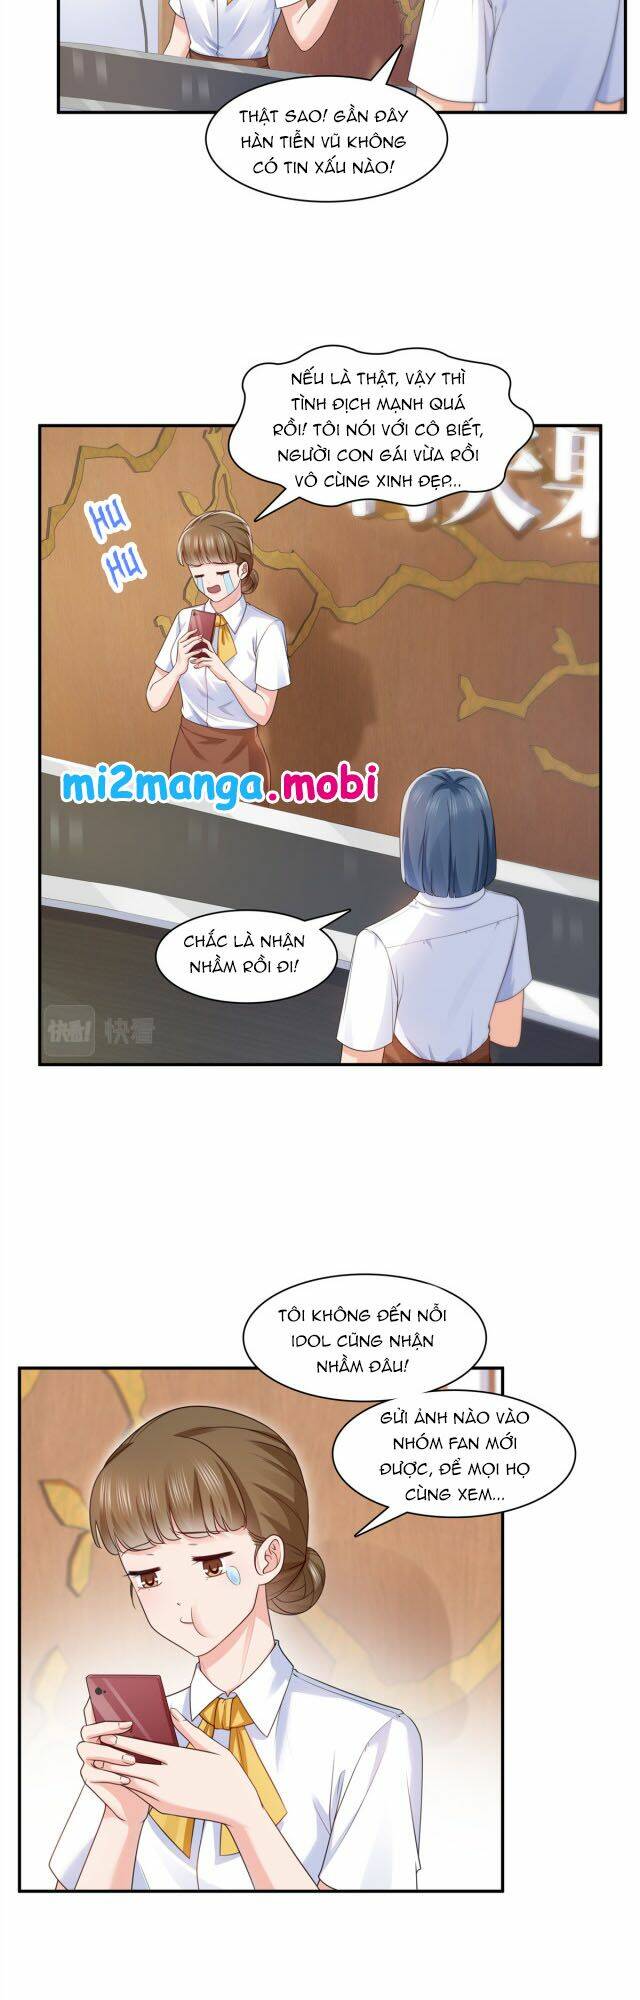 THẬT SAO! GẦN ĐÂY
HÀN TIỄN VŨ KHÔNG
CÓ TIN XẤU NÀO!
NẾU LÀ THẬT, VẬY THÌ
TÌNH ĐỊCH MẠNH QUÁ
RỒI! TÔI NÓI VỚI CÔ BIẾT,
NGƯỜI CON GÁI VỪA RỒI
VÔ CÙNG XINH ĐẸP...
HU
HU
mi2manga.mobi
CHẮC LÀ NHẬN
NHẦM RỒI ĐI!
快看! 快看
TÔI KHÔNG ĐẾN NỖI
IDOL CŨNG NHẬN
NHẦM ĐÂU!
GỬI ẢNH NÀO VÀO
NHÓM FAN MỚI
ĐƯỢC, ĐỂ MỌI HỌ
CÙNG XEM...